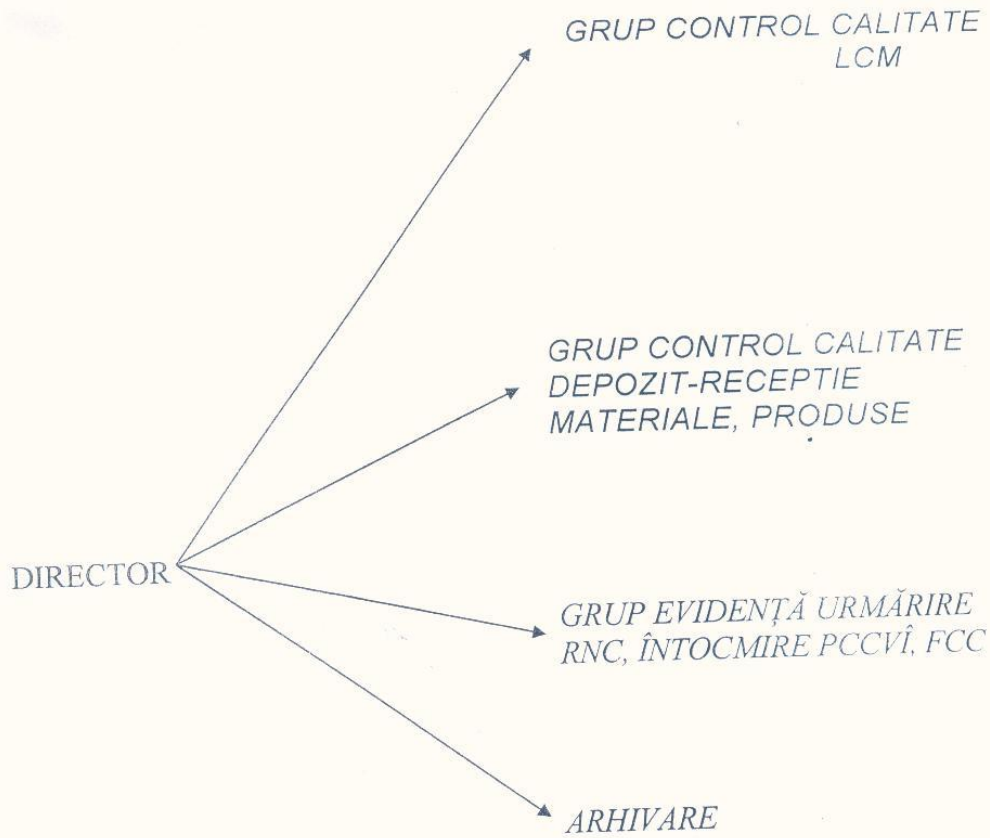 GRUP CONTROL CALITATE
LCM
GRUP CONTROL CALITATE
DEPOZIT-RECEPTIE
MATERIALE, PRODUSE
DIRECTOR
GRUP EVIDENȚĂ URMĂRIRE
RNC, ÎNTOCMIRE PCCVÎ, FCC
ARHIVARE